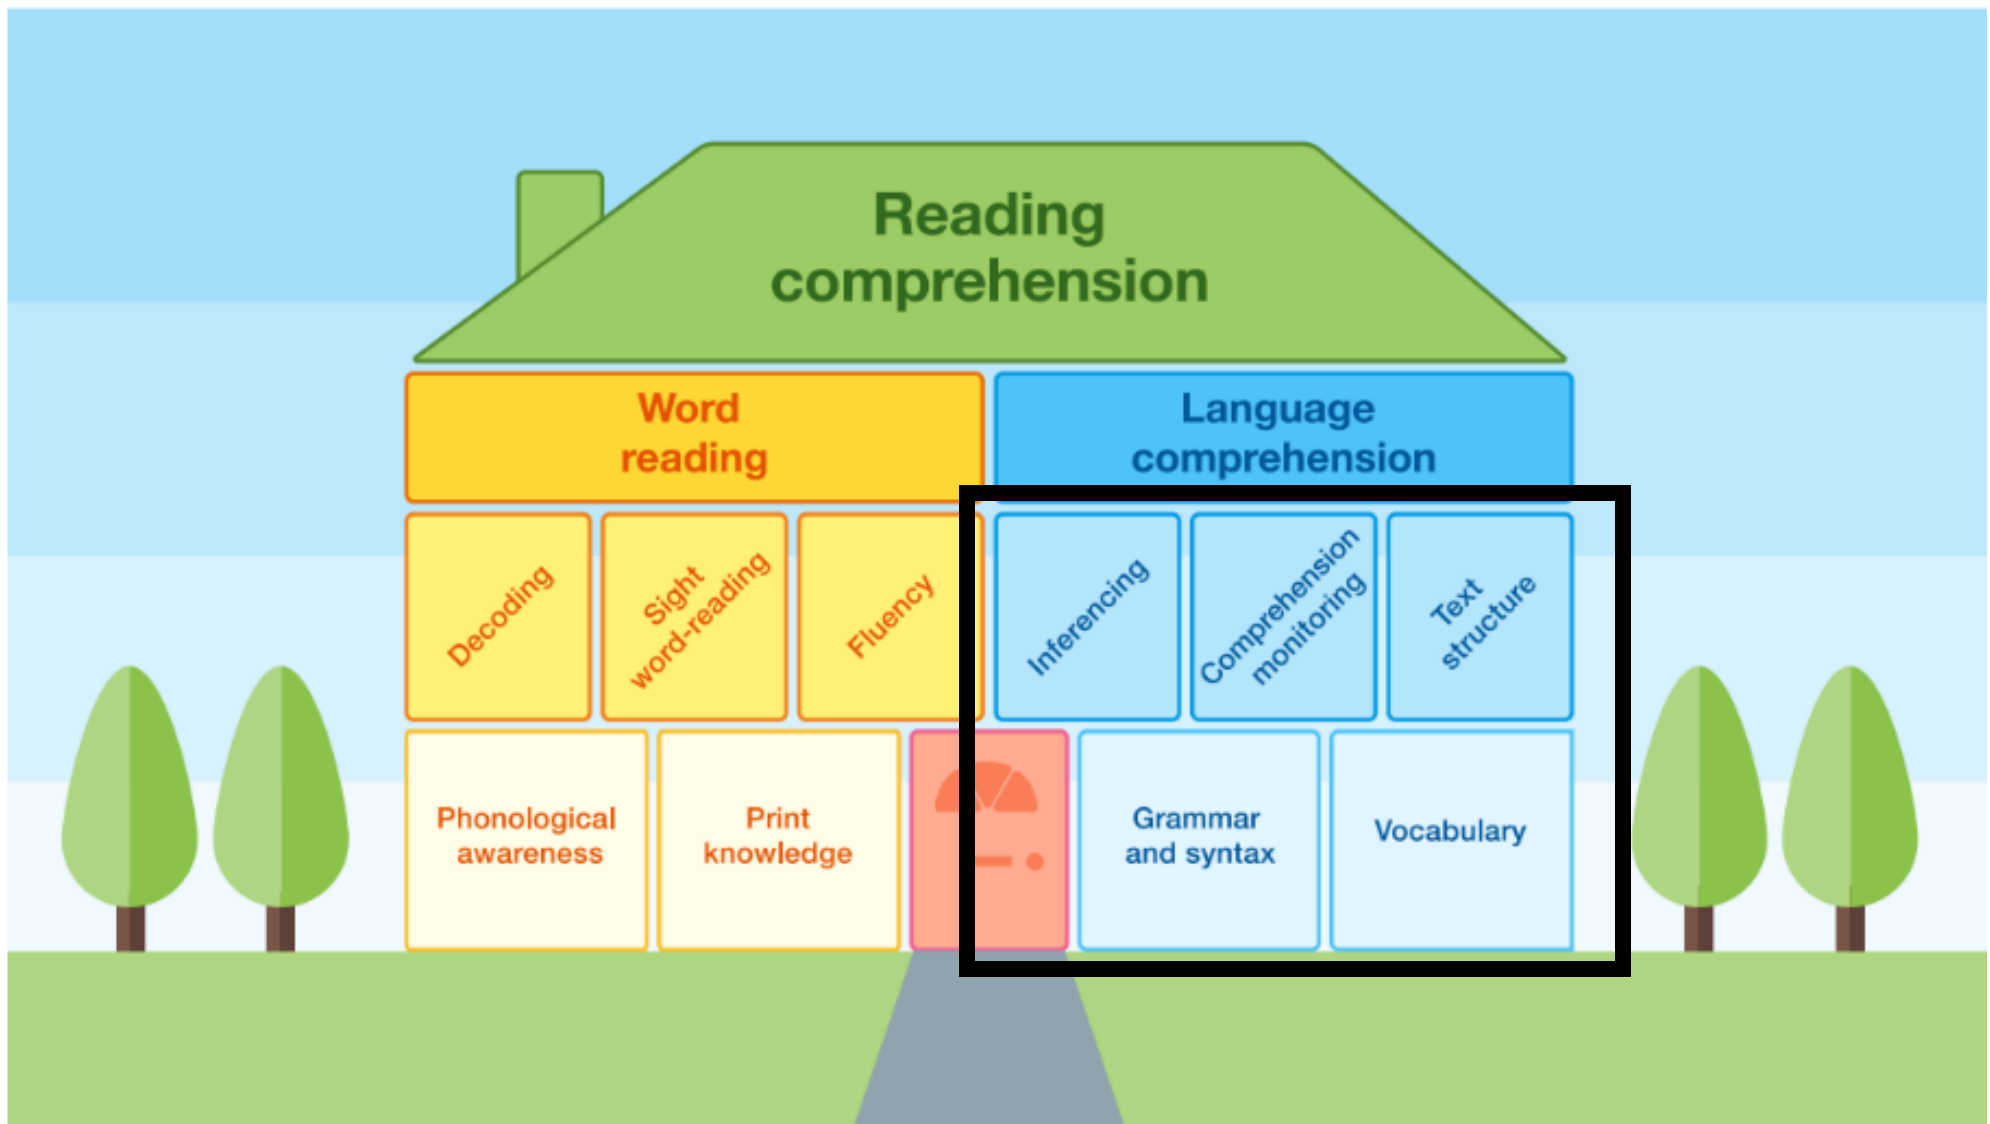 Reading
comprehension
Word
reading
Language
comprehension
Decoding
Sight
word-reading
Fluency
Inferencing
Comprehension
monitoring
Text
structure
Phonological
awareness
Print
knowledge
Grammar
and syntax
Vocabulary